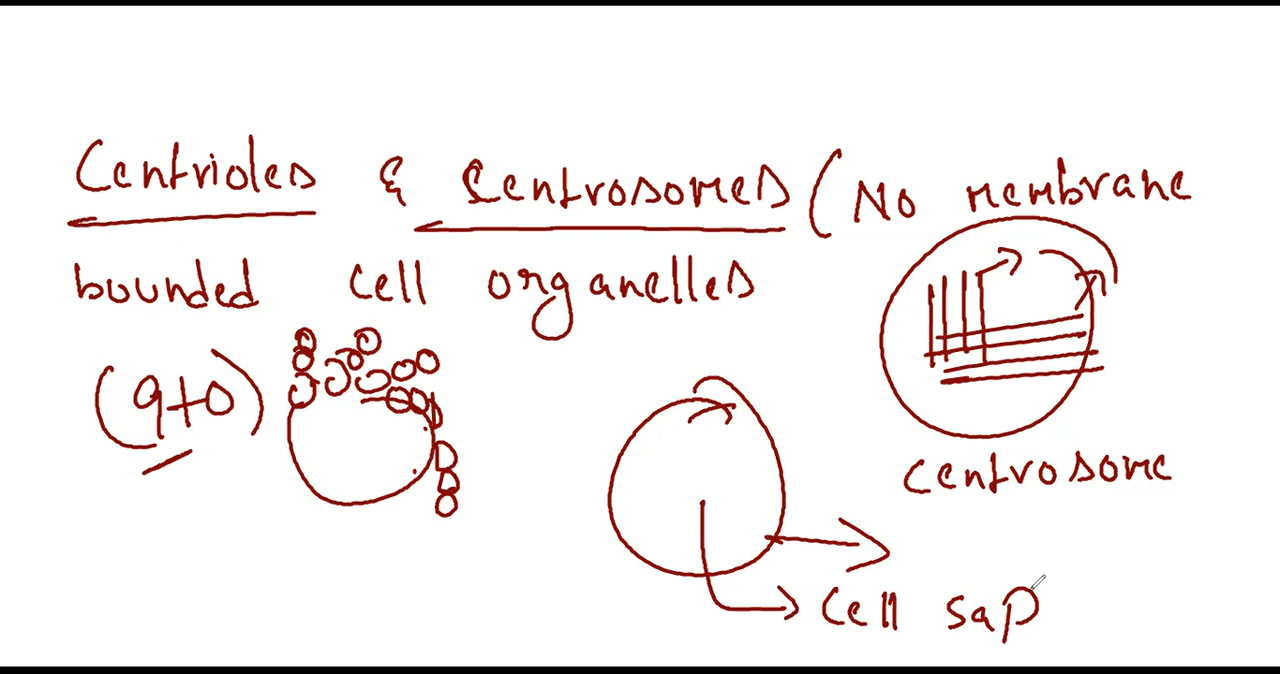 Centrioles & Centrosomes (No membrane
bounded cell organelles
(9+0)
centrosome
cell sap